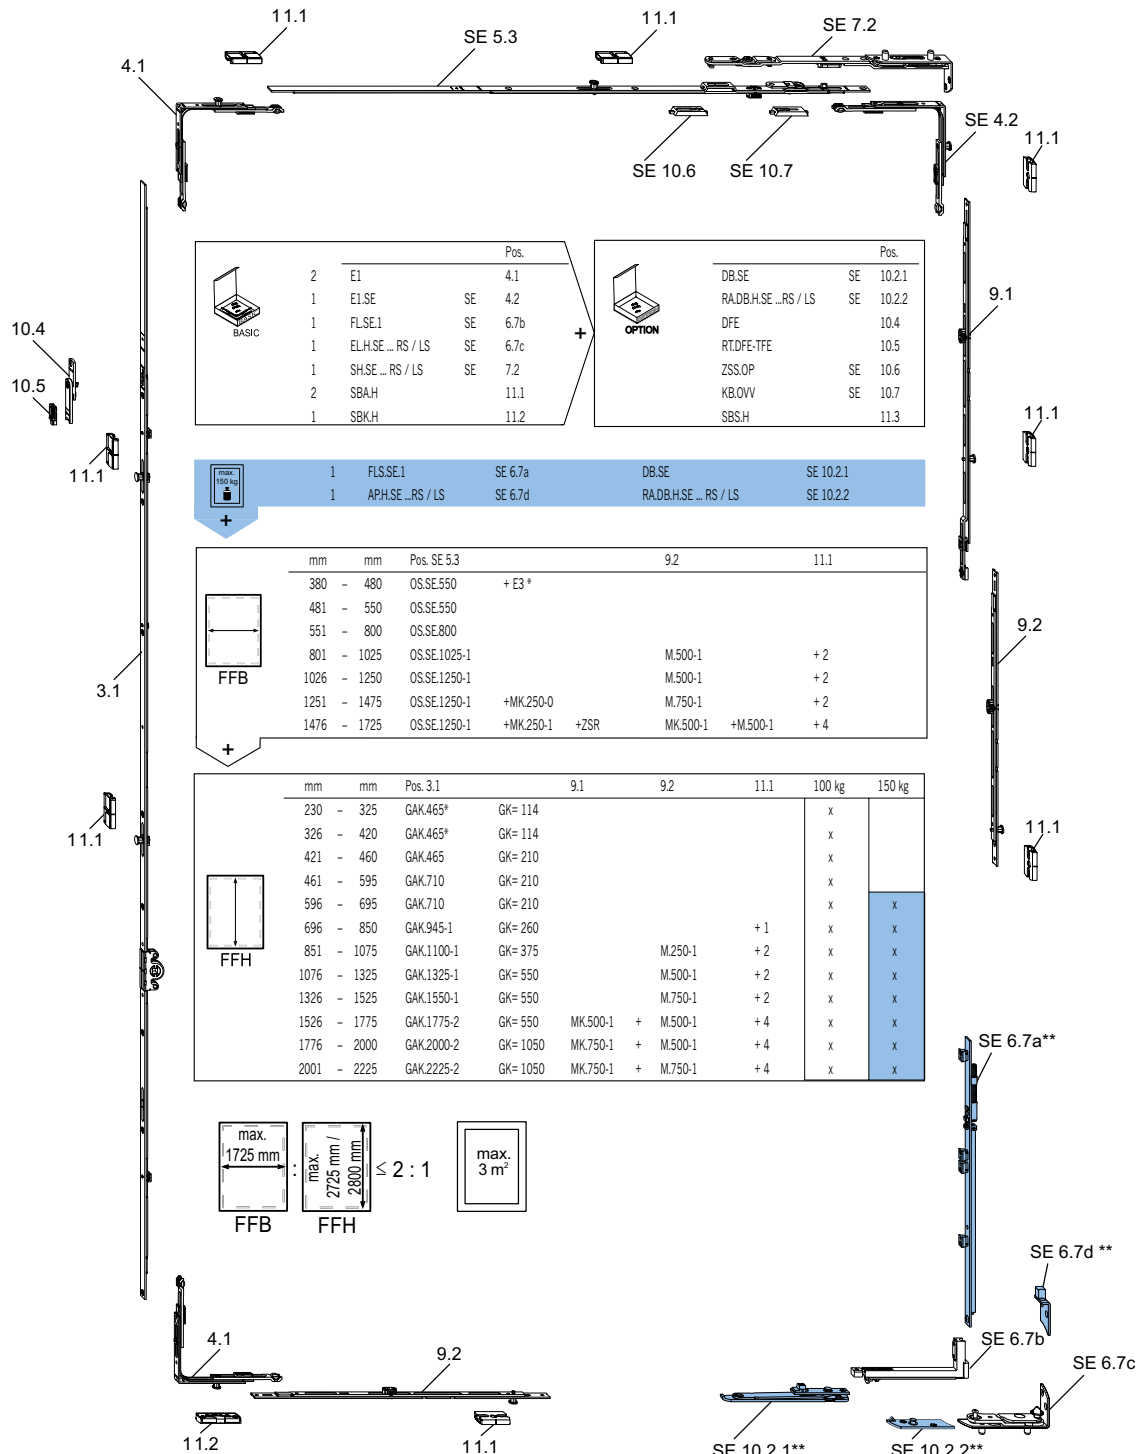 11.1
SE 5.3
11.1
SE 7.2
4.1
SE 10.6
SE 10.7
SE 4.2
11.1
Pos.
2 E1 4.1
1 E1.SE SE 4.2
1 FL.SE.1 SE 6.7b
1 EL.H.SE ... RS / LS SE 6.7c
1 SH.SE ... RS / LS SE 7.2
2 SBA.H 11.1
1 SBK.H 11.2
BASIC
+
Pos.
DB.SE SE 10.2.1
RA.DB.H.SE ...RS / LS SE 10.2.2
DFE 10.4
RT.DFE-TFE 10.5
ZSS.OP SE 10.6
KB.OVV SE 10.7
SBS.H 11.3
OPTION
9.1
10.4
10.5
11.1
11.1
max.
150 kg
1 FLS.SE.1 SE 6.7a DB.SE SE 10.2.1
1 AP.H.SE ...RS / LS SE 6.7d RA.DB.H.SE ... RS / LS SE 10.2.2
+
mm mm Pos. SE 5.3 9.2 11.1
380 – 480 OS.SE.550 + E3 *
481 – 550 OS.SE.550
551 – 800 OS.SE.800
801 – 1025 OS.SE.1025-1 M.500-1 + 2
1026 – 1250 OS.SE.1250-1 M.500-1 + 2
1251 – 1475 OS.SE.1250-1 +MK.250-0 M.750-1 + 2
1476 – 1725 OS.SE.1250-1 +MK.250-1 +ZSR MK.500-1 +M.500-1 + 4
FFB
+
3.1
9.2
mm mm Pos. 3.1 9.1 9.2 11.1 100 kg 150 kg
230 – 325 GAK.465* GK= 114 x
326 – 420 GAK.465* GK= 114 x
421 – 460 GAK.465 GK= 210 x
461 – 595 GAK.710 GK= 210 x
596 – 695 GAK.710 GK= 210 x x
696 – 850 GAK.945-1 GK= 260 + 1 x x
851 – 1075 GAK.1100-1 GK= 375 M.250-1 + 2 x x
1076 – 1325 GAK.1325-1 GK= 550 M.500-1 + 2 x x
1326 – 1525 GAK.1550-1 GK= 550 M.750-1 + 2 x x
1526 – 1775 GAK.1775-2 GK= 550 MK.500-1 + M.500-1 + 4 x x
1776 – 2000 GAK.2000-2 GK= 1050 MK.750-1 + M.500-1 + 4 x x
2001 – 2225 GAK.2225-2 GK= 1050 MK.750-1 + M.750-1 + 4 x x
FFH
11.1
11.1
SE 6.7a**
max.
1725 mm
FFB
:
max.
2725 mm /
2800 mm
FFH
≤ 2 : 1
max.
3 m²
SE 6.7d **
4.1
9.2
SE 6.7b
SE 6.7c
11.2
11.1
SE 10.2.1**
SE 10.2.2**